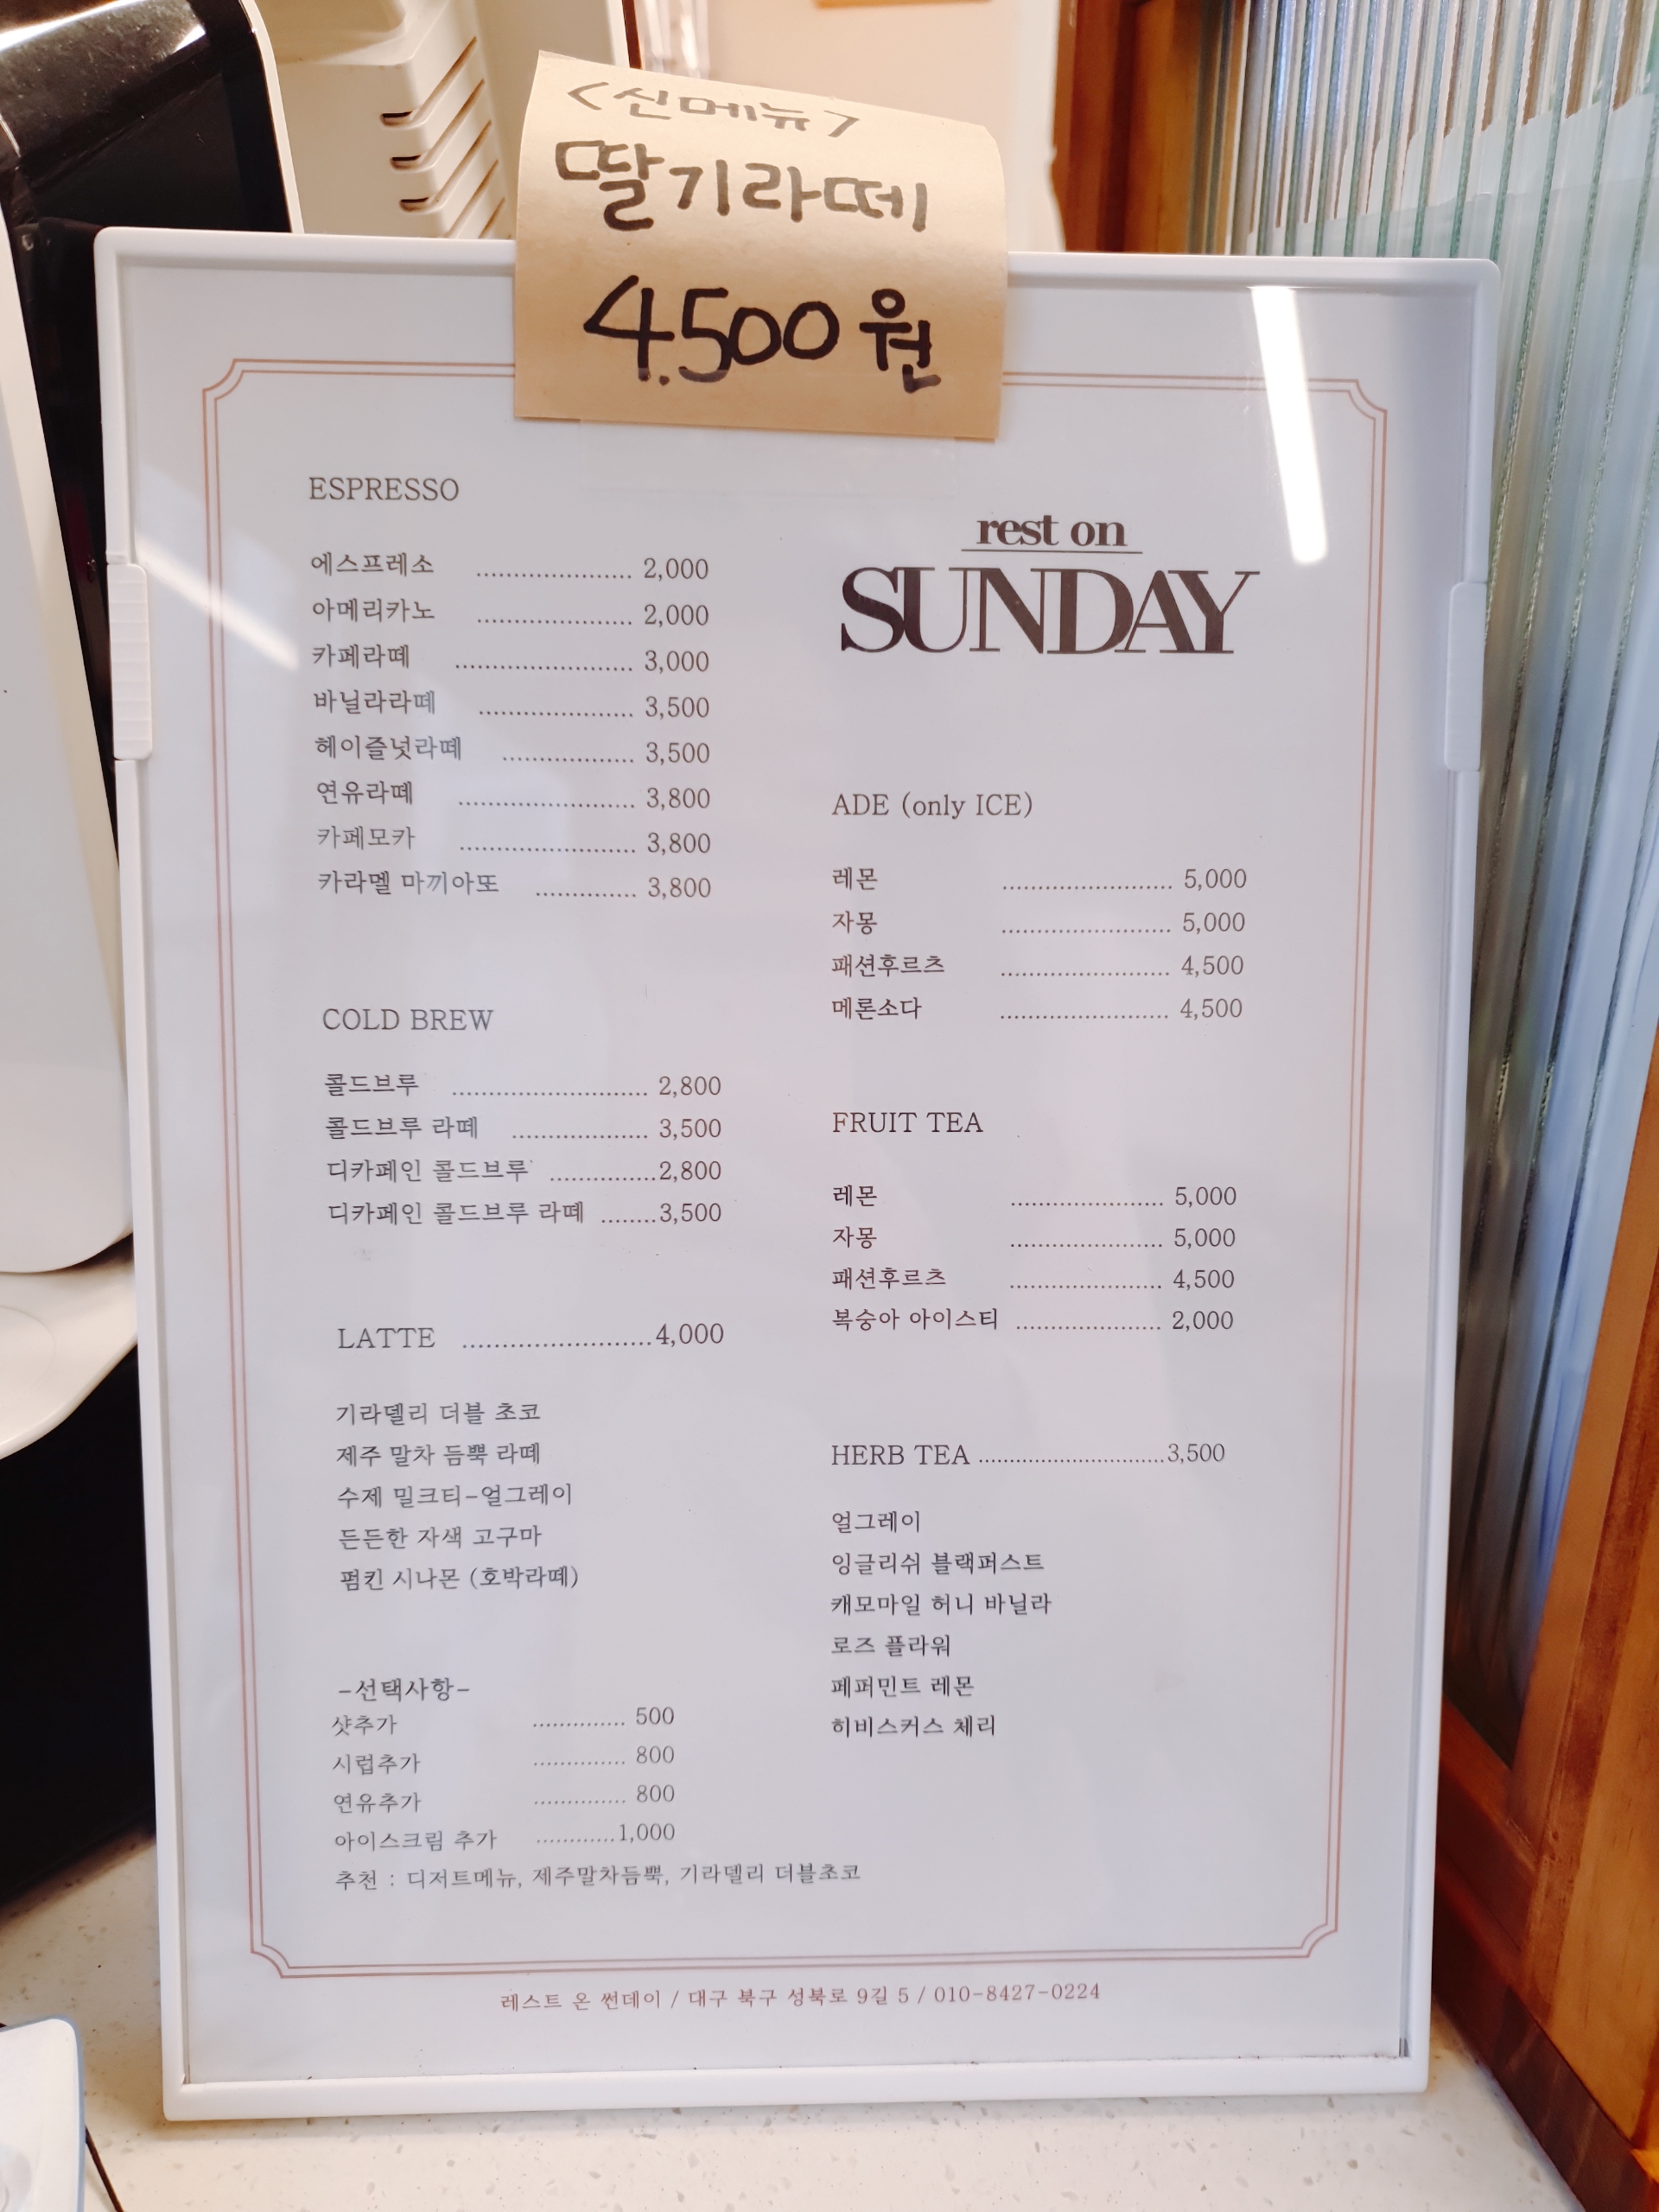 <신메뉴>
딸기라떼
4.500원
ESPRESSO
에스프레소 ..................... 2,000
아메리카노 ..................... 2,000
카페라떼 ........................ 3,000
바닐라라떼 ..................... 3,500
헤이즐넛라떼 .................. 3,500
연유라떼 ........................ 3,800
카페모카 ........................ 3,800
카라멜 마끼아또 .............. 3,800
COLD BREW
콜드브루 ........................... 2,800
콜드브루 라떼 ................... 3,500
디카페인 콜드브루 ...............2,800
디카페인 콜드브루 라떼 ........3,500
LATTE ..........................4,000
기라델리 더블 초코
제주 말차 듬뿍 라떼
수제 밀크티-얼그레이
든든한 자색 고구마
펌킨 시나몬 (호박라떼)
-선택사항-
샷추가 .............. 500
시럽추가 .............. 800
연유추가 .............. 800
아이스크림 추가 ............1,000
추천 : 디저트메뉴, 제주말차듬뿍, 기라델리 더블초코
rest on
SUNDAY
ADE (only ICE)
레몬 ........................ 5,000
자몽 ........................ 5,000
패션후르츠 ........................ 4,500
메론소다 ........................ 4,500
FRUIT TEA
레몬 ...................... 5,000
자몽 ...................... 5,000
패션후르츠 ...................... 4,500
복숭아 아이스티 ..................... 2,000
HERB TEA ..............................3,500
얼그레이
잉글리쉬 블랙퍼스트
캐모마일 허니 바닐라
로즈 플라워
페퍼민트 레몬
히비스커스 체리
레스트 온 썬데이 / 대구 북구 성북로 9길 5 / 010-8427-0224